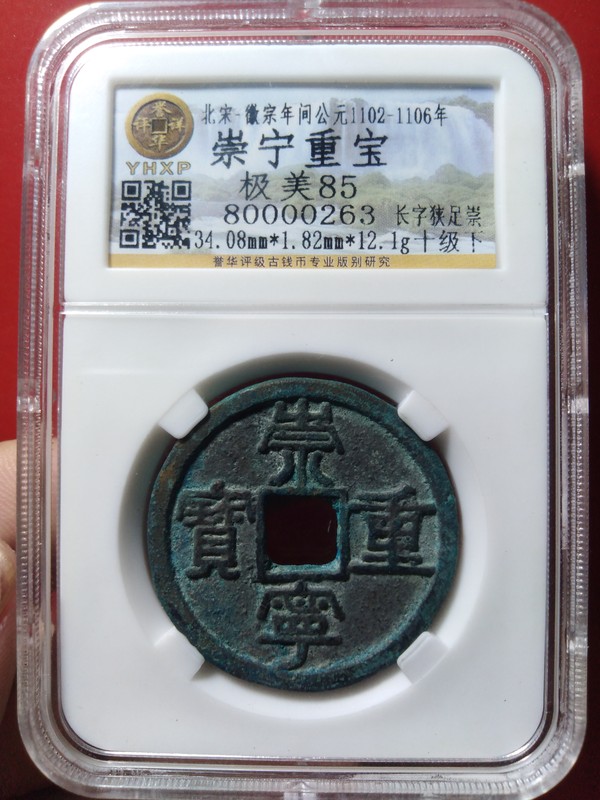 北宋-徽宗年间公元1102-1106年
崇宁重宝
YHXP
极美85
80000263 长字狭足崇
34.08mm*1.82mm*12.1g十级
誉华评级古钱币专业版别研究
崇
寶 重
寧